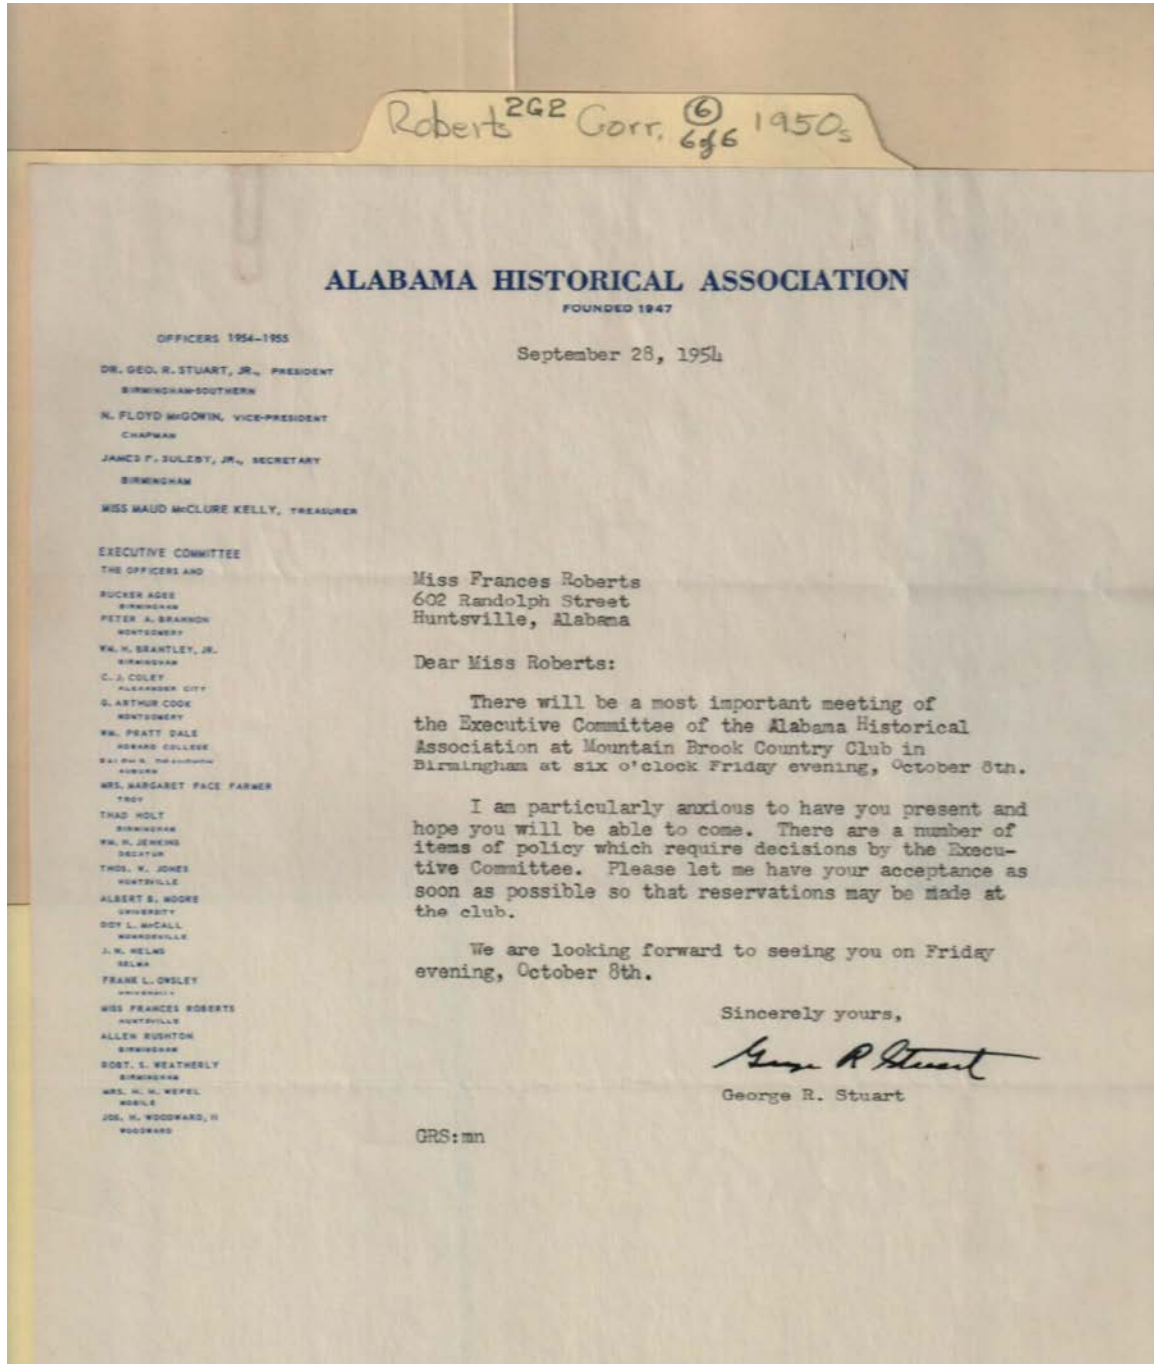 Roberts 2G2 Corr. 6 1950s
6 of 6
ALABAMA HISTORICAL ASSOCIATION
FOUNDED 1947
OFFICERS 1954-1955
DR. GEO. R. STUART, JR., PRESIDENT
BIRMINGHAM-SOUTHERN
N. FLOYD McGOWIN, VICE-PRESIDENT
CHAPMAN
JAMES F. SULZBY, JR., SECRETARY
BIRMINGHAM
MISS MAUD McCLURE KELLY, TREASURER
EXECUTIVE COMMITTEE
THE OFFICERS AND
RUCKER AGEE
BIRMINGHAM
PETER A. BRANNON
MONTGOMERY
WM. H. BRANTLEY, JR.
BIRMINGHAM
C. J. COLEY
ALEXANDER CITY
G. ARTHUR COOK
MONTGOMERY
WM. PRATT DALE
HOWARD COLLEGE
RALPH B. DRAUGHON
AUBURN
MRS. MARGARET PACE FARMER
TROY
THAD HOLT
BIRMINGHAM
WM. H. JENKINS
DECATUR
THOS. W. JONES
HUNTSVILLE
ALBERT B. MOORE
UNIVERSITY
DOY L. McCALL
MONROEVILLE
J. H. HELMS
SELMA
FRANK L. OWSLEY
UNIVERSITY
MISS FRANCES ROBERTS
HUNTSVILLE
ALLEN RUSHTON
BIRMINGHAM
ROBT. S. WEATHERLY
BIRMINGHAM
MRS. H. H. WEFEL
MOBILE
JOS. H. WOODWARD, II
WOODWARD
September 28, 1954
Miss Frances Roberts
602 Randolph Street
Huntsville, Alabama
Dear Miss Roberts:
There will be a most important meeting of
the Executive Committee of the Alabama Historical
Association at Mountain Brook Country Club in
Birmingham at six o'clock Friday evening, October 8th.
I am particularly anxious to have you present and
hope you will be able to come. There are a number of
items of policy which require decisions by the Execu-
tive Committee. Please let me have your acceptance as
soon as possible so that reservations may be made at
the club.
We are looking forward to seeing you on Friday
evening, October 8th.
Sincerely yours,
George R Stuart
George R. Stuart
GRS:mn